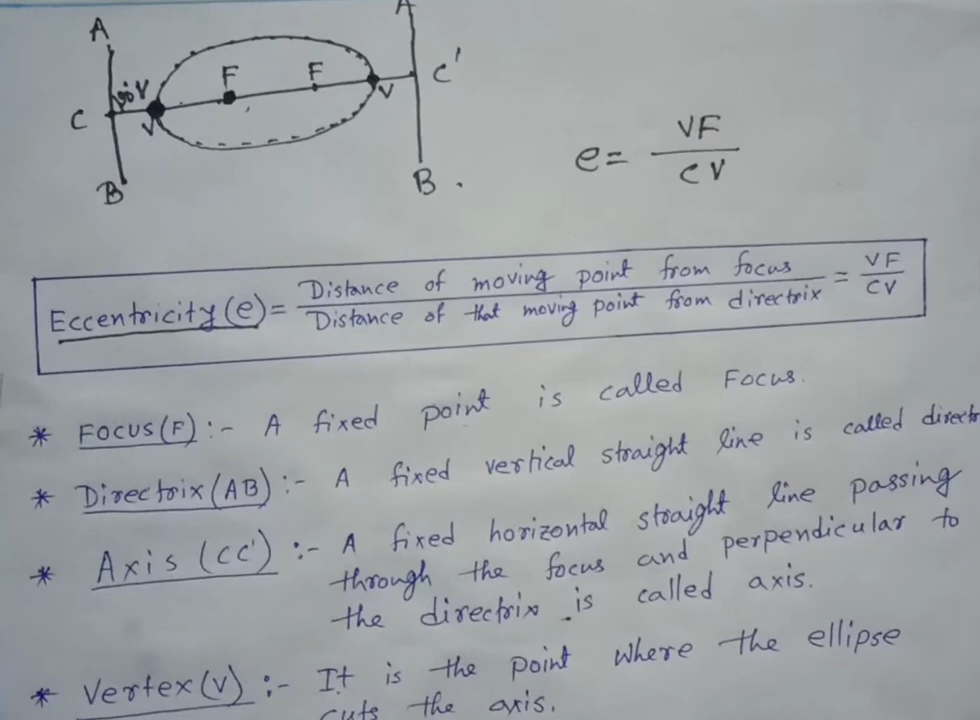 A A
F F C'
90° V
C V V
B B .
e = VF / CV
Eccentricity (e) = Distance of moving point from focus / Distance of that moving point from directrix = VF / CV
* FOCUS (F) :- A fixed point is called Focus.
* Directrix (AB) :- A fixed vertical straight line is called directr
* Axis (CC') :- A fixed horizontal straight line passing
through the focus and perpendicular to
the directrix is called axis.
* Vertex (V) :- It is the point where the ellipse
cuts the axis.